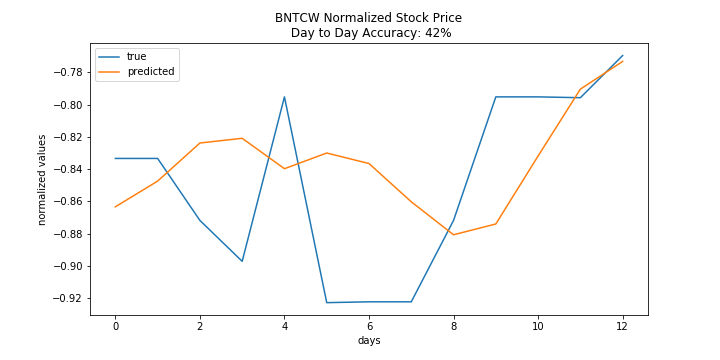 BNTCW Normalized Stock Price
Day to Day Accuracy: 42%
true
predicted
normalized values
−0.78
−0.80
−0.82
−0.84
−0.86
−0.88
−0.90
−0.92
0
2
4
6
8
10
12
days